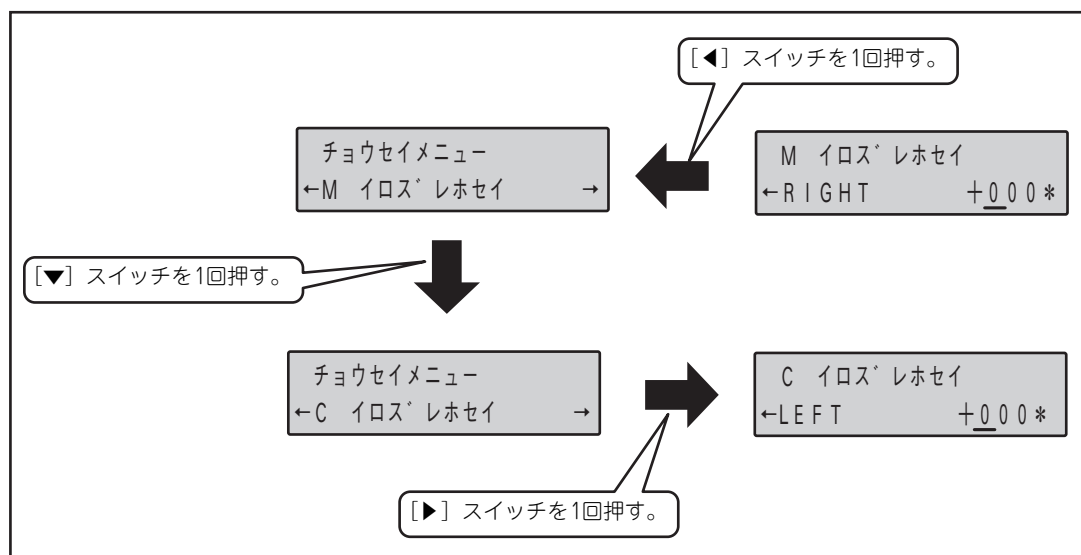 [◀] スイッチを1回押す。
チョウセイメニュー
←M イロズレホセイ →
M イロズレホセイ
←RIGHT +000*
[▼] スイッチを1回押す。
チョウセイメニュー
←C イロズレホセイ →
C イロズレホセイ
←LEFT +000*
[▶] スイッチを1回押す。